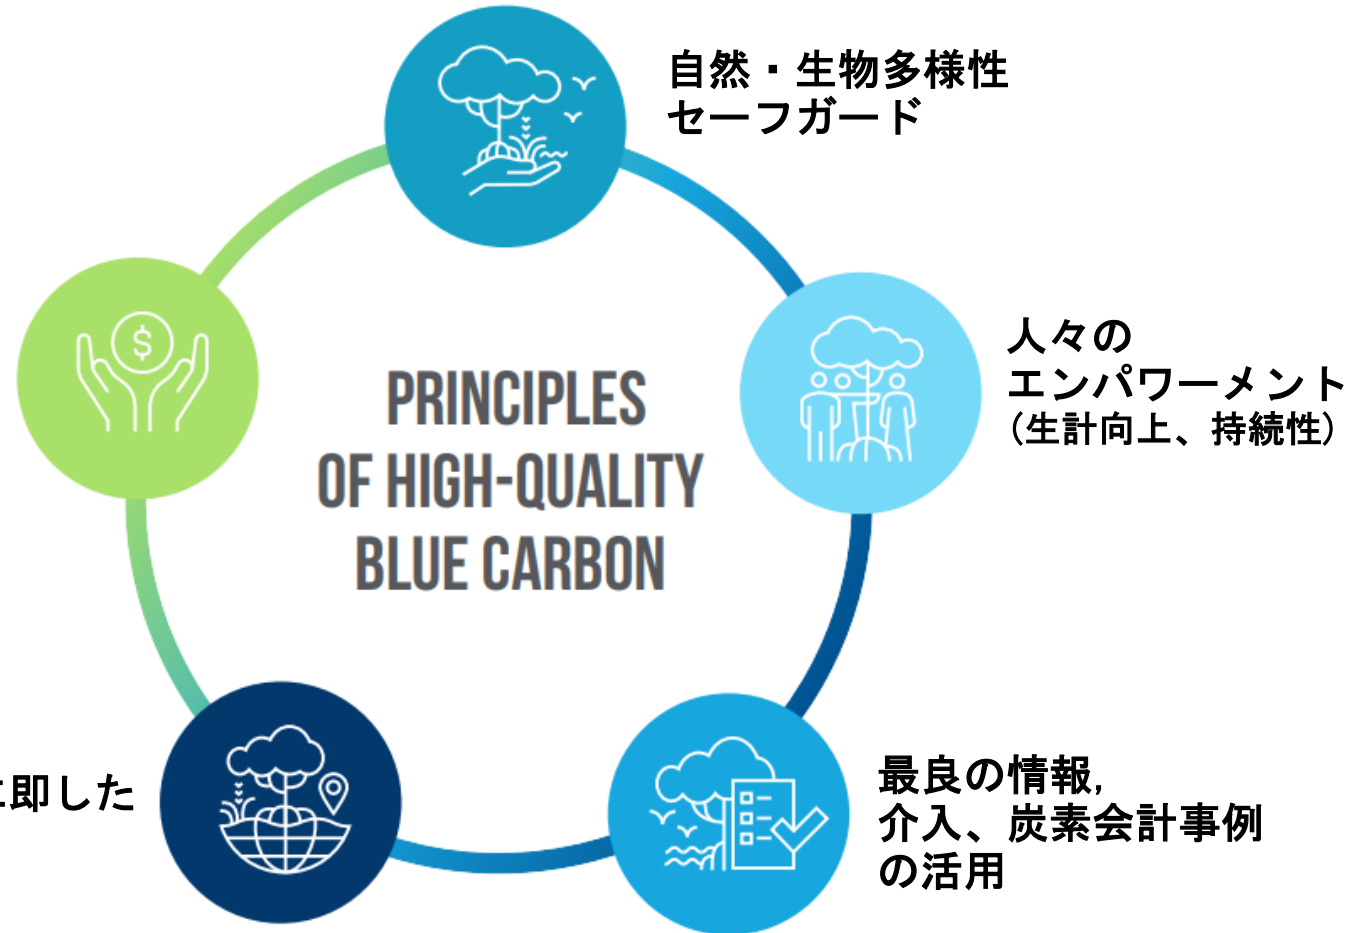 自然・生物多様性
セーフガード
人々の
エンパワーメント
(生計向上、持続性)
$
PRINCIPLES
OF HIGH-QUALITY
BLUE CARBON
即した
最良の情報,
介入、炭素会計事例
の活用